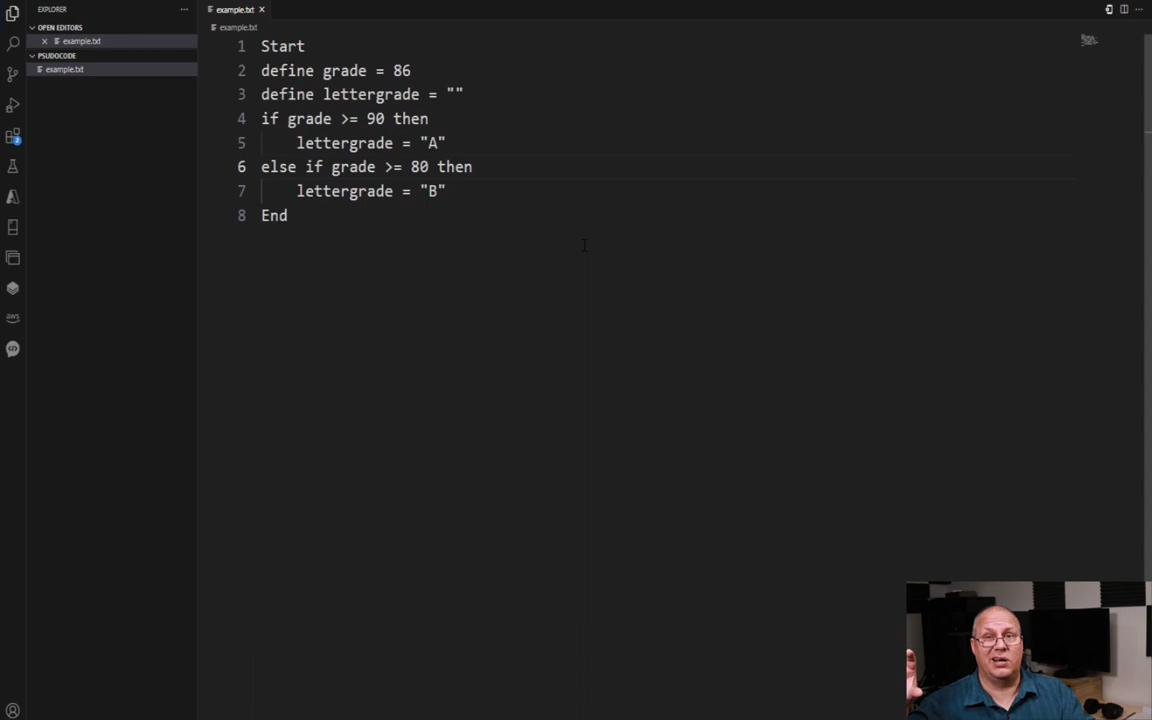 EXPLORER
OPEN EDITORS
example.txt
PSUDOCODE
example.txt
2
aws
example.txt
example.txt
1 Start
2 define grade = 86
3 define lettergrade = ""
4 if grade >= 90 then
5 lettergrade = "A"
6 else if grade >= 80 then
7 lettergrade = "B"
8 End